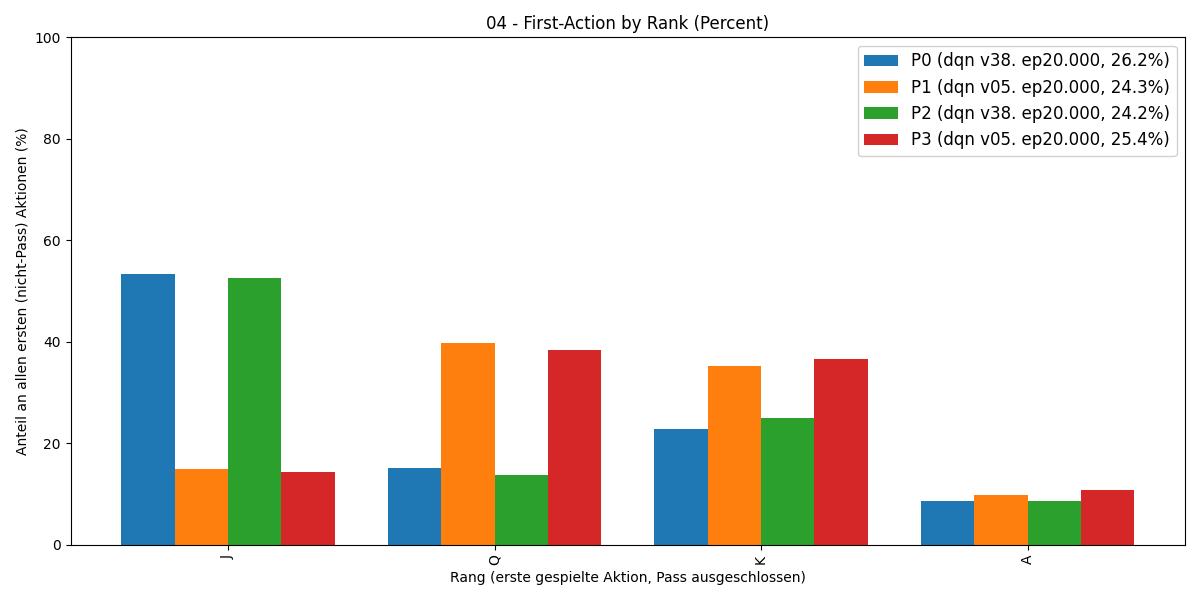 04 - First-Action by Rank (Percent)
Anteil an allen ersten (nicht-Pass) Aktionen (%)
100
80
60
40
20
0
P0 (dqn v38. ep20.000, 26.2%)
P1 (dqn v05. ep20.000, 24.3%)
P2 (dqn v38. ep20.000, 24.2%)
P3 (dqn v05. ep20.000, 25.4%)
J
Q
K
A
Rang (erste gespielte Aktion, Pass ausgeschlossen)